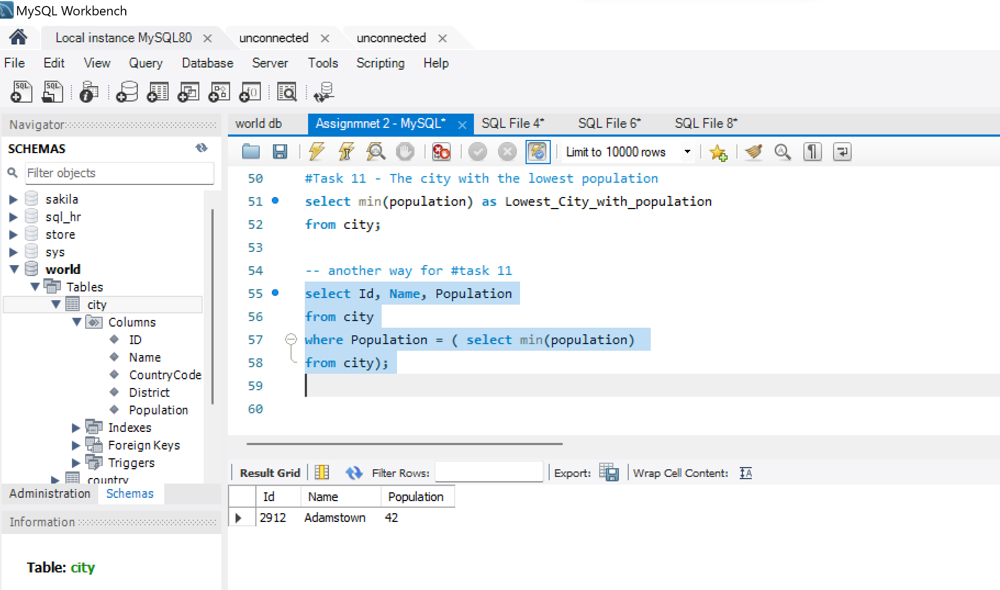 MySQL Workbench
Local instance MySQL80 unconnected unconnected
File Edit View Query Database Server Tools Scripting Help
Navigator
world db Assignmnet 2 - MySQL* SQL File 4* SQL File 6* SQL File 8*
SCHEMAS
Filter objects
Limit to 10000 rows
sakila
sql_hr
store
sys
world
Tables
city
Columns
ID
Name
CountryCode
District
Population
Indexes
Foreign Keys
Triggers
country
Administration Schemas
Information
Table: city
50 #Task 11 - The city with the lowest population
51 select min(population) as Lowest_City_with_population
52 from city;
53
54 -- another way for #task 11
55 select Id, Name, Population
56 from city
57 where Population = ( select min(population)
58 from city);
59
60
Result Grid Filter Rows: Export: Wrap Cell Content:
Id Name Population
2912 Adamstown 42